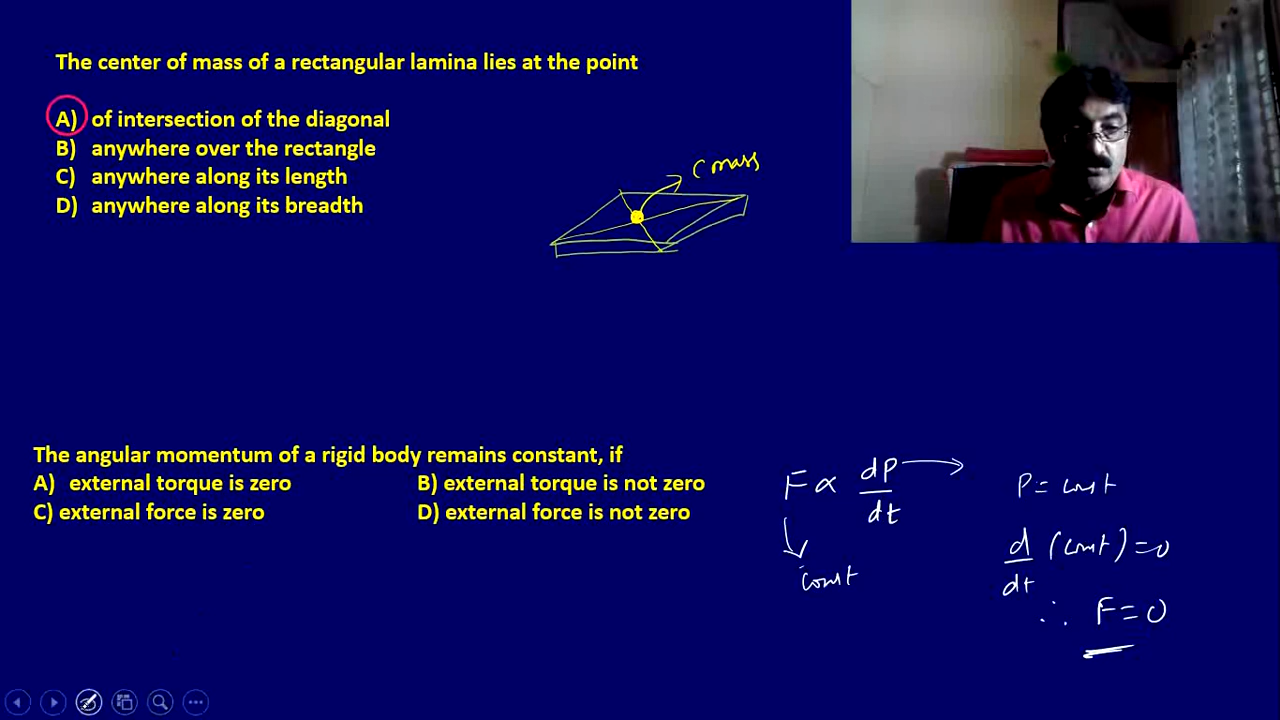 The center of mass of a rectangular lamina lies at the point
A) of intersection of the diagonal
B) anywhere over the rectangle
C) anywhere along its length
D) anywhere along its breadth
C mass
The angular momentum of a rigid body remains constant, if
A) external torque is zero B) external torque is not zero
C) external force is zero D) external force is not zero
F ∝ dP/dt
const
P = const
d/dt (const) = 0
∴ F = 0